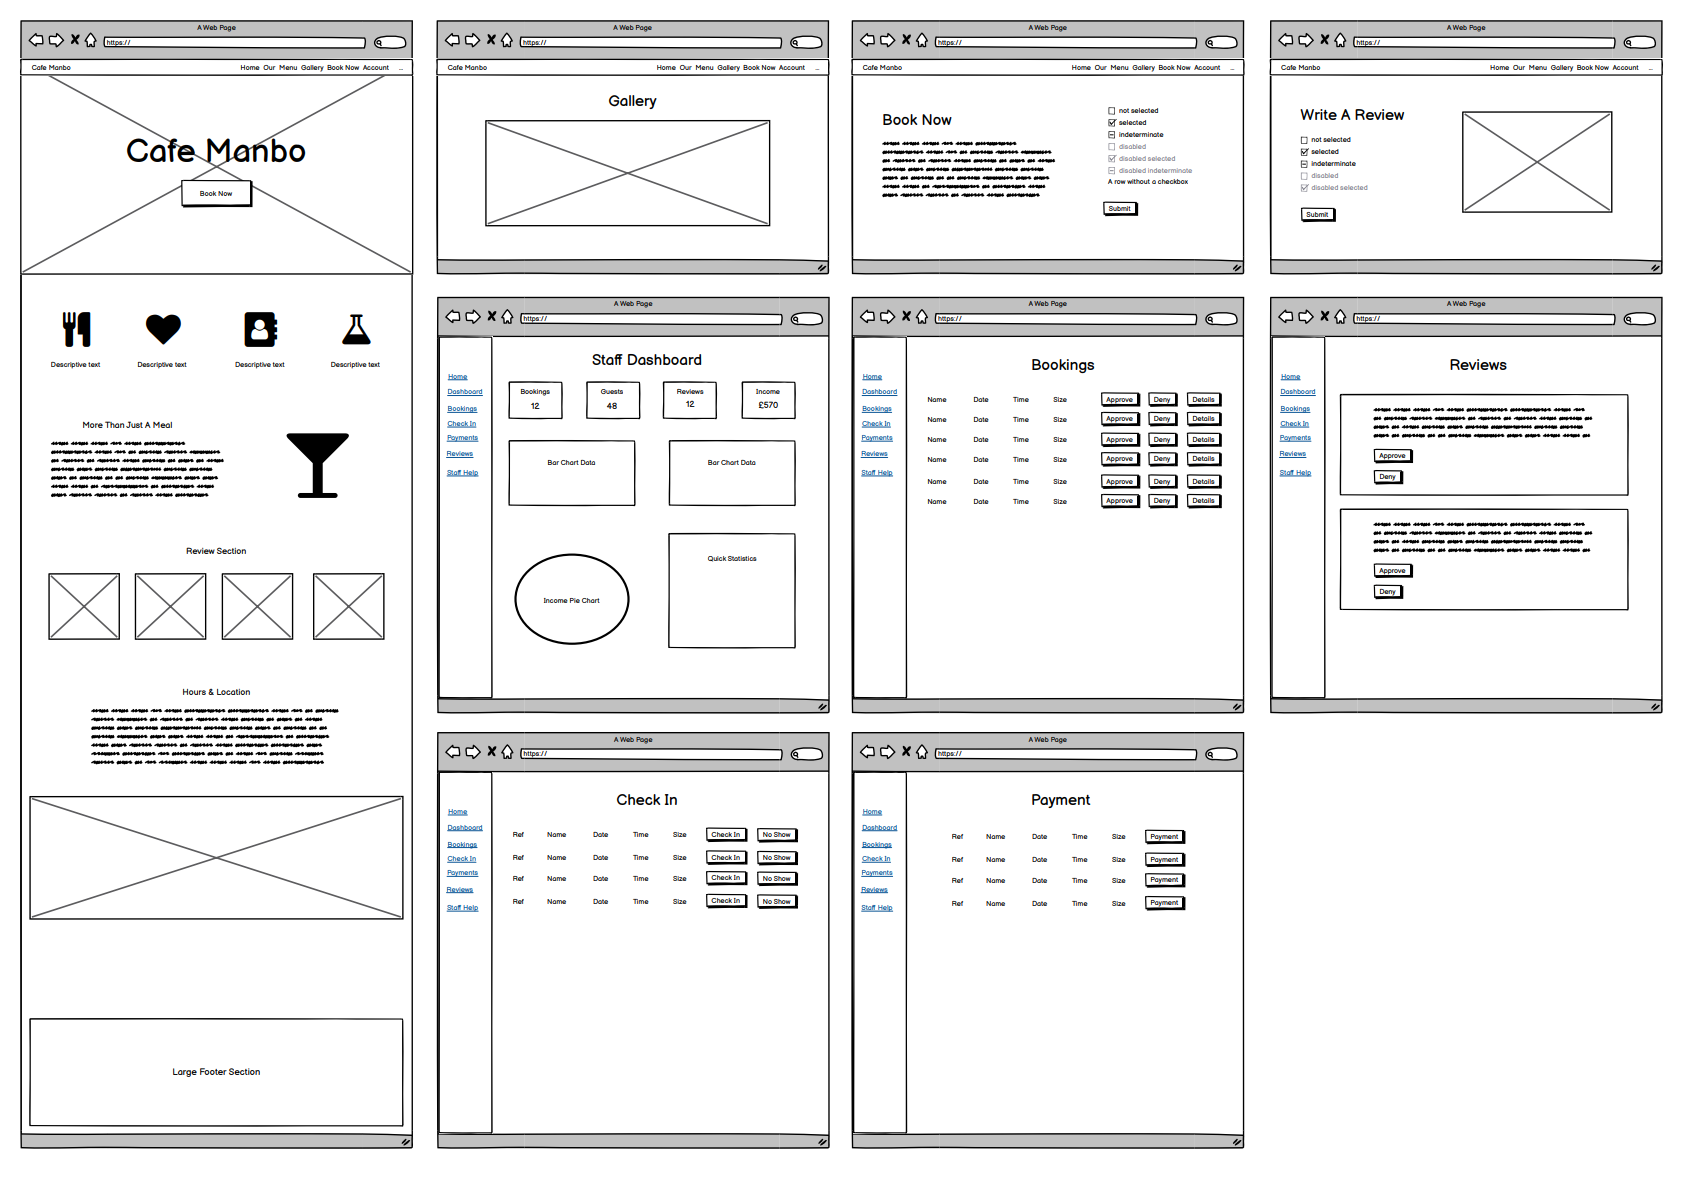 A Web Page
https://
Cafe Manbo
Home Our Menu Gallery Book Now Account ...
Cafe Manbo
Book Now
Descriptive text
Descriptive text
Descriptive text
Descriptive text
More Than Just A Meal
Review Section
Hours & Location
Large Footer Section
A Web Page
https://
Cafe Manbo
Home Our Menu Gallery Book Now Account ...
Gallery
A Web Page
https://
Cafe Manbo
Home Our Menu Gallery Book Now Account ...
Book Now
not selected
selected
indeterminate
disabled
disabled selected
disabled indeterminate
A row without a checkbox
Submit
A Web Page
https://
Cafe Manbo
Home Our Menu Gallery Book Now Account ...
Write A Review
not selected
selected
indeterminate
disabled
disabled selected
Submit
A Web Page
https://
Home
Dashboard
Bookings
Check In
Payments
Reviews
Staff Help
Staff Dashboard
Bookings
12
Guests
48
Reviews
12
Income
£570
Bar Chart Data
Bar Chart Data
Income Pie Chart
Quick Statistics
A Web Page
https://
Home
Dashboard
Bookings
Check In
Payments
Reviews
Staff Help
Bookings
Name Date Time Size Approve Deny Details
Name Date Time Size Approve Deny Details
Name Date Time Size Approve Deny Details
Name Date Time Size Approve Deny Details
Name Date Time Size Approve Deny Details
Name Date Time Size Approve Deny Details
A Web Page
https://
Home
Dashboard
Bookings
Check In
Payments
Reviews
Staff Help
Reviews
Approve
Deny
Approve
Deny
A Web Page
https://
Home
Dashboard
Bookings
Check In
Payments
Reviews
Staff Help
Check In
Ref Name Date Time Size Check In No Show
Ref Name Date Time Size Check In No Show
Ref Name Date Time Size Check In No Show
Ref Name Date Time Size Check In No Show
A Web Page
https://
Home
Dashboard
Bookings
Check In
Payments
Reviews
Staff Help
Payment
Ref Name Date Time Size Payment
Ref Name Date Time Size Payment
Ref Name Date Time Size Payment
Ref Name Date Time Size Payment